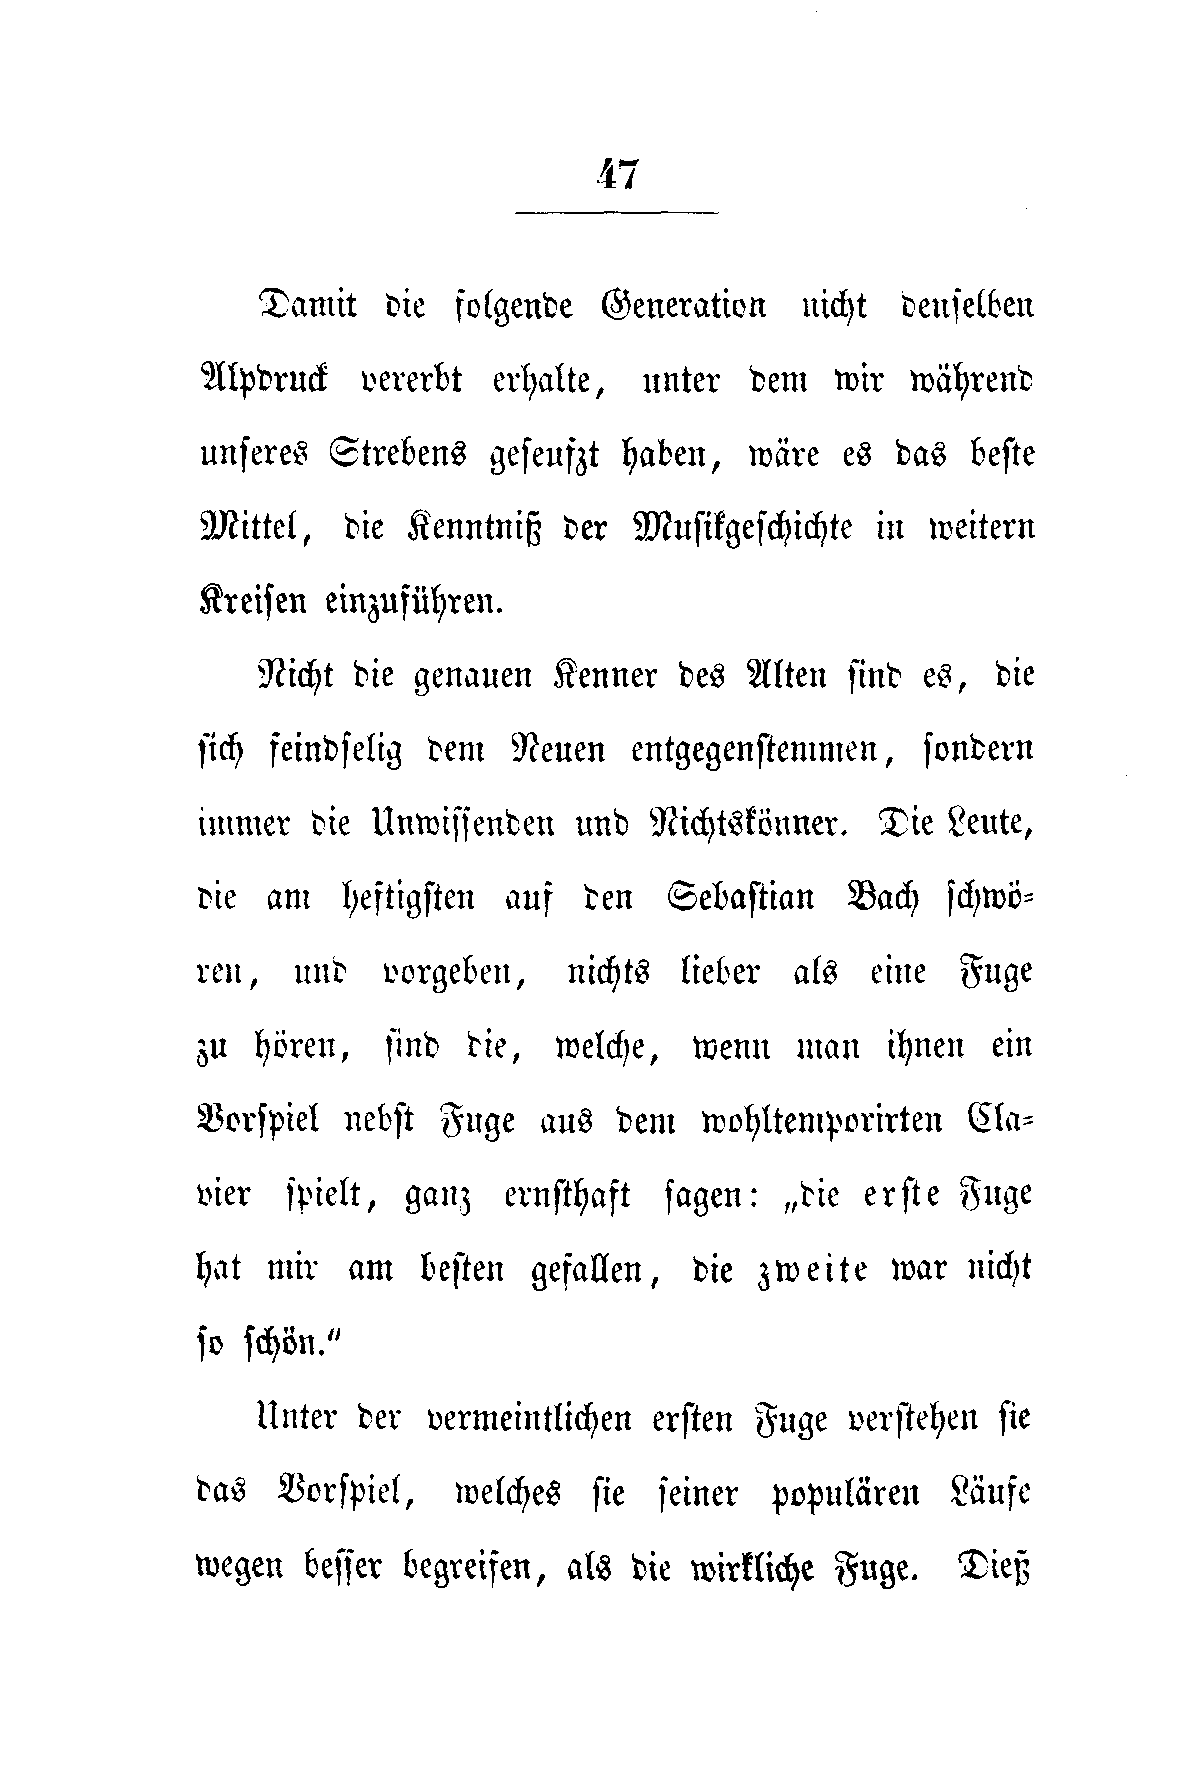 47
Damit die folgende Generation nicht denselben
Alpdruck vererbt erhalte, unter dem wir während
unseres Strebens geseufzt haben, wäre es das beste
Mittel, die Kenntniß der Musikgeschichte in weitern
Kreisen einzuführen.
Nicht die genauen Kenner des Alten sind es, die
sich feindselig dem Neuen entgegenstemmen, sondern
immer die Unwissenden und Nichtskönner. Die Leute,
die am heftigsten auf den Sebastian Bach schwö-
ren, und vorgeben, nichts lieber als eine Fuge
zu hören, sind die, welche, wenn man ihnen ein
Vorspiel nebst Fuge aus dem wohltemporirten Cla-
vier spielt, ganz ernsthaft sagen: „die erste Fuge
hat mir am besten gefallen, die zweite war nicht
so schön.“
Unter der vermeintlichen ersten Fuge verstehen sie
das Vorspiel, welches sie seiner populären Läufe
wegen besser begreifen, als die wirkliche Fuge. Dieß